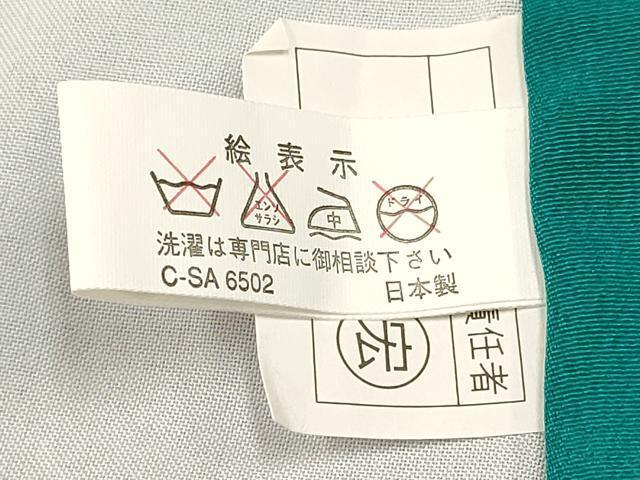 絵表示
エンソ
サラシ
中
ドライ
洗濯は専門店に御相談下さい
C-SA 6502
日本製
責任者
宏